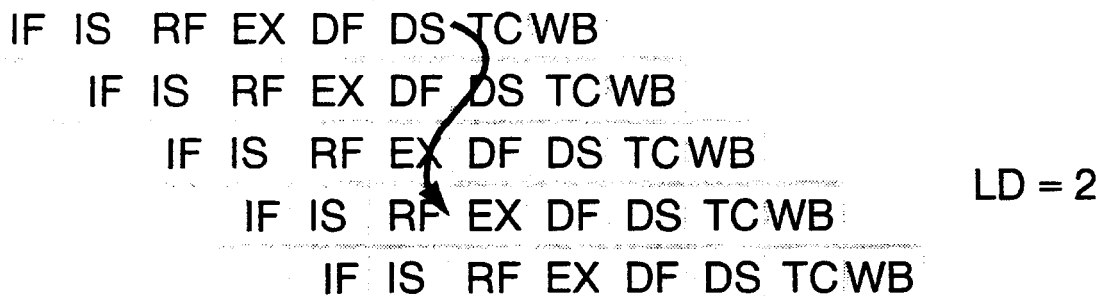 IF IS RF EX DF DS TC WB
IF IS RF EX DF DS TC WB
IF IS RF EX DF DS TC WB
LD = 2
IF IS RF EX DF DS TC WB
IF IS RF EX DF DS TC WB